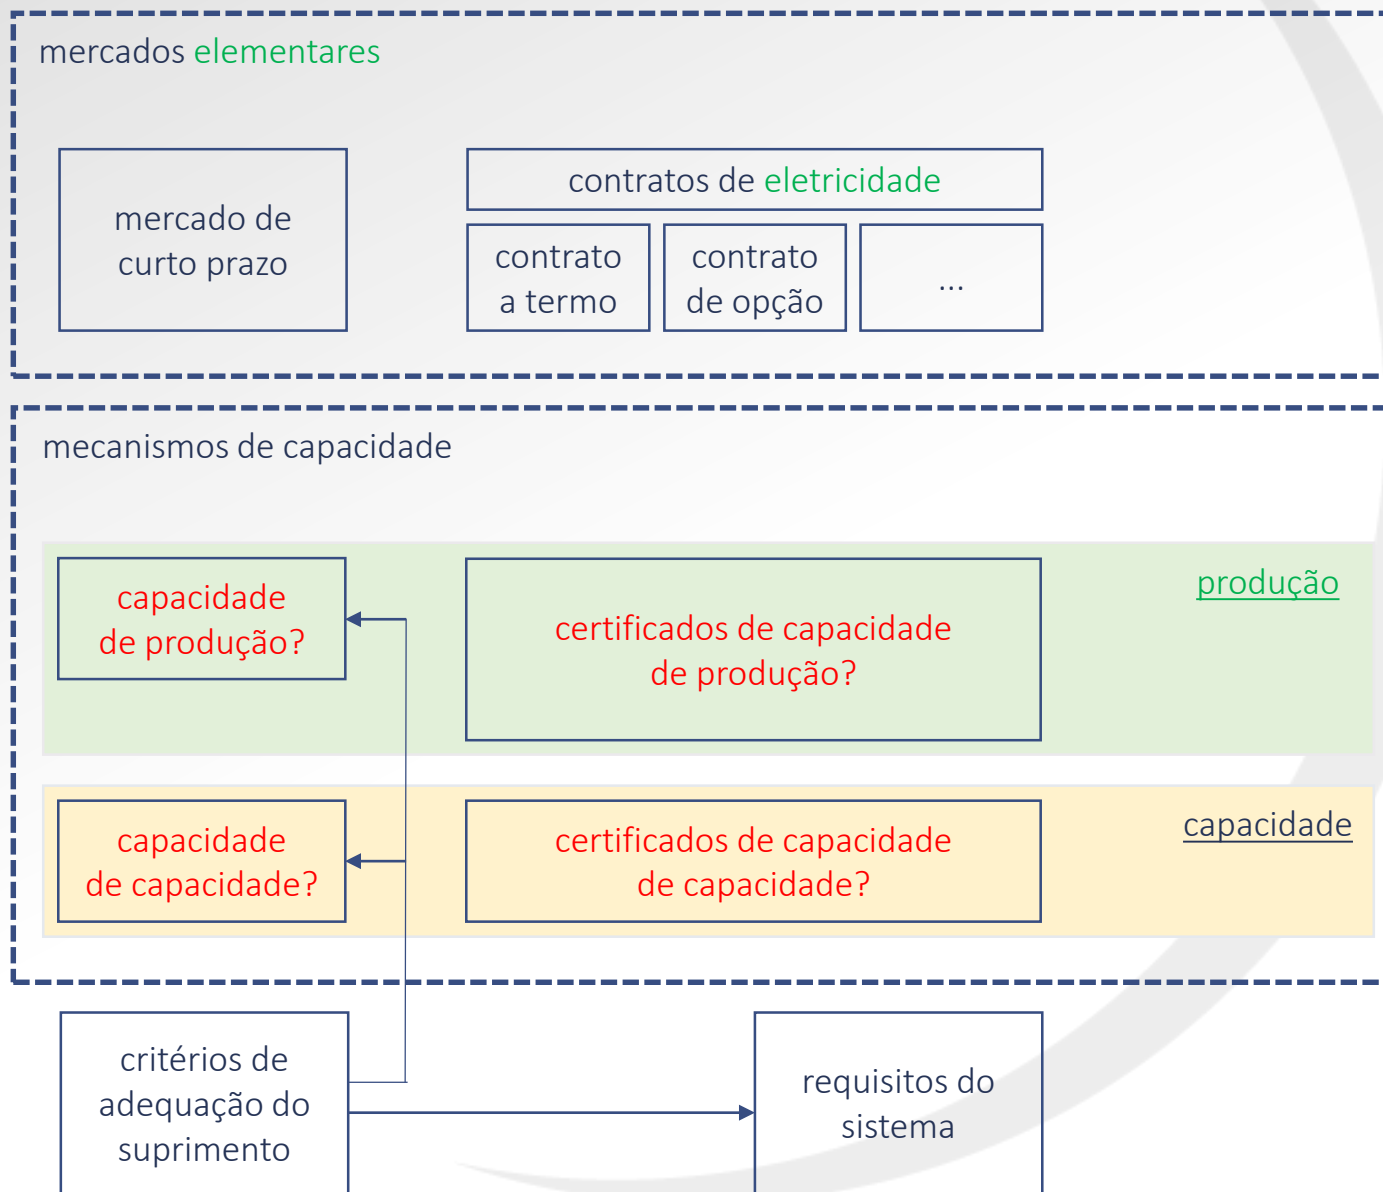 mercados elementares
mercado de
curto prazo
contratos de eletricidade
contrato
a termo
contrato
de opção
...
mecanismos de capacidade
capacidade
de produção?
certificados de capacidade
de produção?
produção
capacidade
de capacidade?
certificados de capacidade
de capacidade?
capacidade
critérios de
adequação do
suprimento
requisitos do
sistema